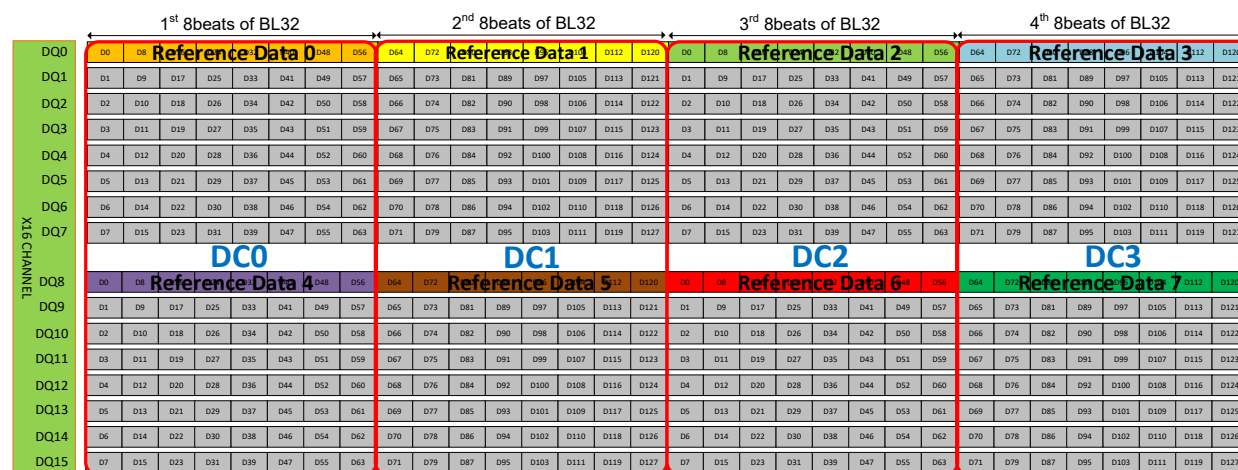 1st 8beats of BL32 2nd 8beats of BL32 3rd 8beats of BL32 4th 8beats of BL32
DQ0 D0 D8 Reference Data 0 D48 D56 D64 D72 Reference Data 1 D112 D120 D0 D8 Reference Data 2 D48 D56 D64 D72 Reference Data 3 D112 D120
DQ1 D1 D9 D17 D25 D33 D41 D49 D57 D65 D73 D81 D89 D97 D105 D113 D121 D1 D9 D17 D25 D33 D41 D49 D57 D65 D73 D81 D89 D97 D105 D113 D121
DQ2 D2 D10 D18 D26 D34 D42 D50 D58 D66 D74 D82 D90 D98 D106 D114 D122 D2 D10 D18 D26 D34 D42 D50 D58 D66 D74 D82 D90 D98 D106 D114 D122
DQ3 D3 D11 D19 D27 D35 D43 D51 D59 D67 D75 D83 D91 D99 D107 D115 D123 D3 D11 D19 D27 D35 D43 D51 D59 D67 D75 D83 D91 D99 D107 D115 D123
DQ4 D4 D12 D20 D28 D36 D44 D52 D60 D68 D76 D84 D92 D100 D108 D116 D124 D4 D12 D20 D28 D36 D44 D52 D60 D68 D76 D84 D92 D100 D108 D116 D124
DQ5 D5 D13 D21 D29 D37 D45 D53 D61 D69 D77 D85 D93 D101 D109 D117 D125 D5 D13 D21 D29 D37 D45 D53 D61 D69 D77 D85 D93 D101 D109 D117 D125
DQ6 D6 D14 D22 D30 D38 D46 D54 D62 D70 D78 D86 D94 D102 D110 D118 D126 D6 D14 D22 D30 D38 D46 D54 D62 D70 D78 D86 D94 D102 D110 D118 D126
DQ7 D7 D15 D23 D31 D39 D47 D55 D63 D71 D79 D87 D95 D103 D111 D119 D127 D7 D15 D23 D31 D39 D47 D55 D63 D71 D79 D87 D95 D103 D111 D119 D127
X16 CHANNEL
DC0 DC1 DC2 DC3
DQ8 D0 D8 Reference Data 4 D48 D56 D64 D72 Reference Data 5 D112 D120 D0 D8 Reference Data 6 D48 D56 D64 D72 Reference Data 7 D112 D120
DQ9 D1 D9 D17 D25 D33 D41 D49 D57 D65 D73 D81 D89 D97 D105 D113 D121 D1 D9 D17 D25 D33 D41 D49 D57 D65 D73 D81 D89 D97 D105 D113 D121
DQ10 D2 D10 D18 D26 D34 D42 D50 D58 D66 D74 D82 D90 D98 D106 D114 D122 D2 D10 D18 D26 D34 D42 D50 D58 D66 D74 D82 D90 D98 D106 D114 D122
DQ11 D3 D11 D19 D27 D35 D43 D51 D59 D67 D75 D83 D91 D99 D107 D115 D123 D3 D11 D19 D27 D35 D43 D51 D59 D67 D75 D83 D91 D99 D107 D115 D123
DQ12 D4 D12 D20 D28 D36 D44 D52 D60 D68 D76 D84 D92 D100 D108 D116 D124 D4 D12 D20 D28 D36 D44 D52 D60 D68 D76 D84 D92 D100 D108 D116 D124
DQ13 D5 D13 D21 D29 D37 D45 D53 D61 D69 D77 D85 D93 D101 D109 D117 D125 D5 D13 D21 D29 D37 D45 D53 D61 D69 D77 D85 D93 D101 D109 D117 D125
DQ14 D6 D14 D22 D30 D38 D46 D54 D62 D70 D78 D86 D94 D102 D110 D118 D126 D6 D14 D22 D30 D38 D46 D54 D62 D70 D78 D86 D94 D102 D110 D118 D126
DQ15 D7 D15 D23 D31 D39 D47 D55 D63 D71 D79 D87 D95 D103 D111 D119 D127 D7 D15 D23 D31 D39 D47 D55 D63 D71 D79 D87 D95 D103 D111 D119 D127